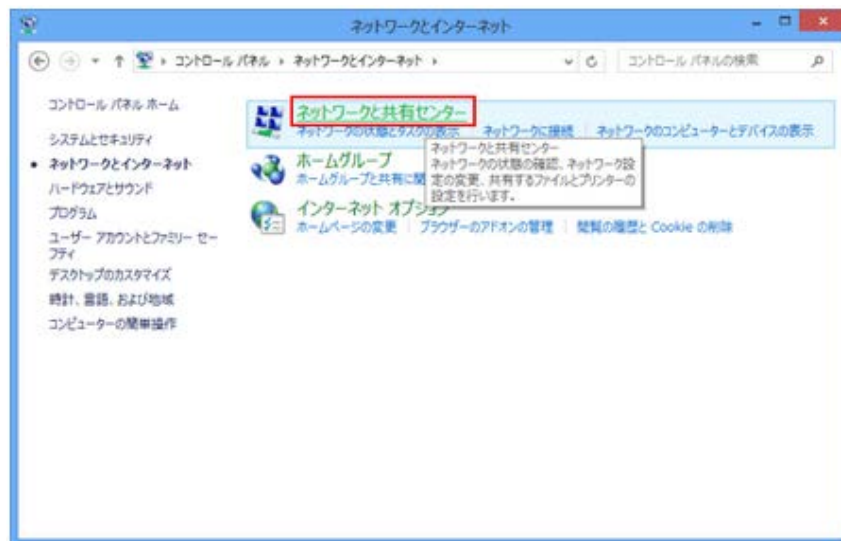 ネットワークとインターネット
コントロール パネル ネットワークとインターネット
コントロール パネルの検索
コントロール パネル ホーム
システムとセキュリティ
ネットワークとインターネット
ハードウェアとサウンド
プログラム
ユーザー アカウントとファミリー セー
フティ
デスクトップのカスタマイズ
時計、言語、および地域
コンピューターの簡単操作
ネットワークと共有センター
ネットワークの状態とタスクの表示 ネットワークに接続 ネットワークのコンピューターとデバイスの表示
ネットワークと共有センター
ネットワークの状態の確認、ネットワーク設
定の変更、共有するファイルとプリンターの
設定を行います。
ホームグループ
ホームグループと共有に関
インターネット オプション
ホームページの変更 ブラウザーのアドオンの管理 閲覧の履歴と Cookie の削除